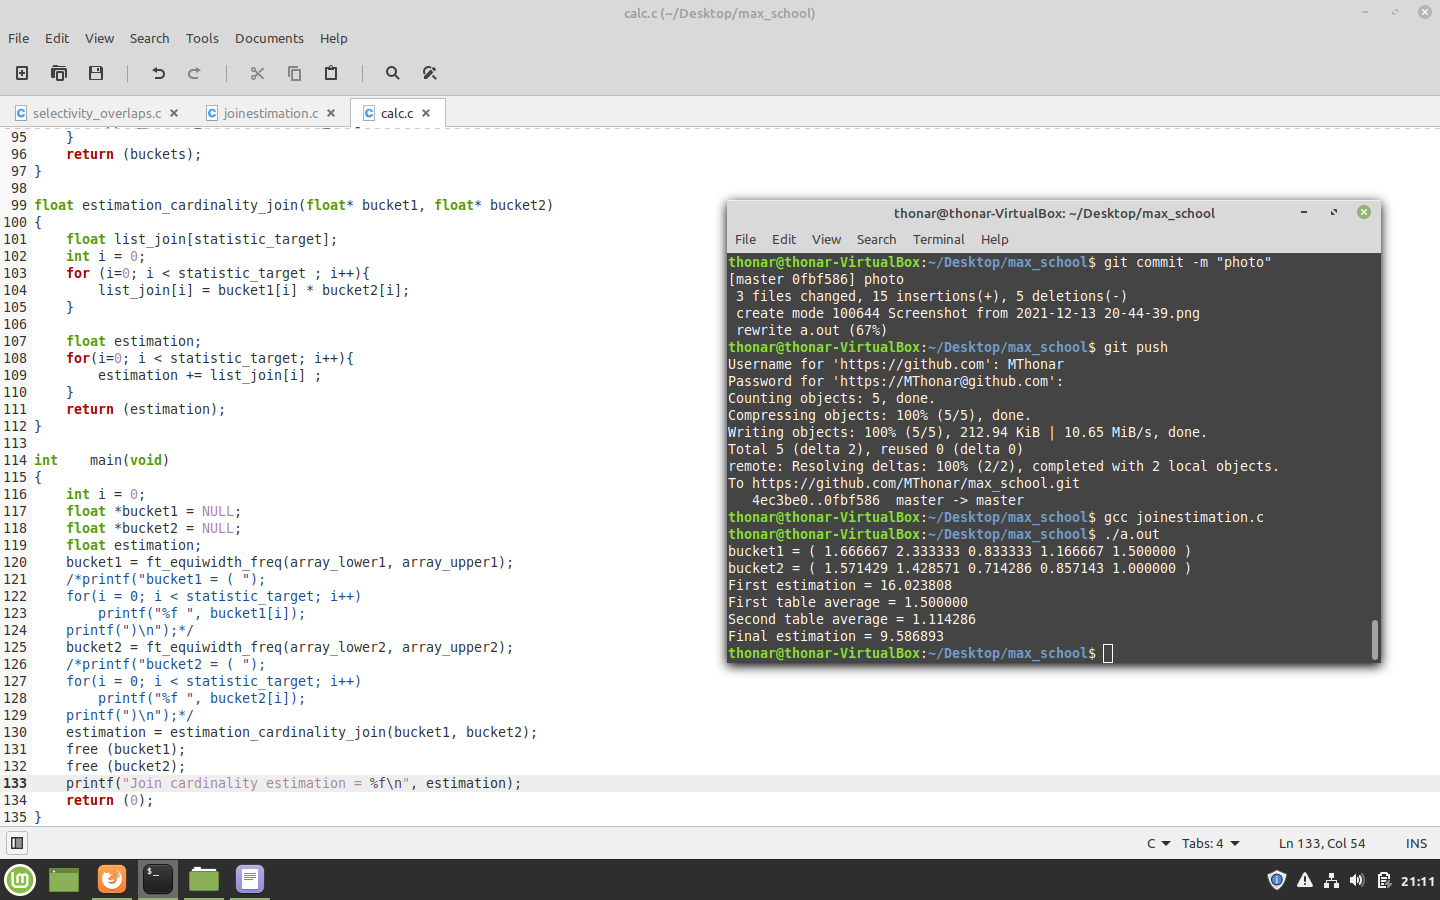 calc.c (~/Desktop/max_school)
File Edit View Search Tools Documents Help
selectivity_overlaps.c joinestimation.c calc.c
95     }
96     return (buckets);
97 }
98
99 float estimation_cardinality_join(float* bucket1, float* bucket2)
100 {
101     float list_join[statistic_target];
102     int i = 0;
103     for (i=0; i < statistic_target ; i++){
104         list_join[i] = bucket1[i] * bucket2[i];
105     }
106
107     float estimation;
108     for(i=0; i < statistic_target; i++){
109         estimation += list_join[i] ;
110     }
111     return (estimation);
112 }
113
114 int    main(void)
115 {
116     int i = 0;
117     float *bucket1 = NULL;
118     float *bucket2 = NULL;
119     float estimation;
120     bucket1 = ft_equiwidth_freq(array_lower1, array_upper1);
121     /*printf("bucket1 = ( ");
122     for(i = 0; i < statistic_target; i++)
123         printf("%f ", bucket1[i]);
124     printf(")\n");*/
125     bucket2 = ft_equiwidth_freq(array_lower2, array_upper2);
126     /*printf("bucket2 = ( ");
127     for(i = 0; i < statistic_target; i++)
128         printf("%f ", bucket2[i]);
129     printf(")\n");*/
130     estimation = estimation_cardinality_join(bucket1, bucket2);
131     free (bucket1);
132     free (bucket2);
133     printf("Join cardinality estimation = %f\n", estimation);
134     return (0);
135 }
thonar@thonar-VirtualBox: ~/Desktop/max_school
File Edit View Search Terminal Help
thonar@thonar-VirtualBox:~/Desktop/max_school$ git commit -m "photo"
[master 0fbf586] photo
 3 files changed, 15 insertions(+), 5 deletions(-)
 create mode 100644 Screenshot from 2021-12-13 20-44-39.png
 rewrite a.out (67%)
thonar@thonar-VirtualBox:~/Desktop/max_school$ git push
Username for 'https://github.com': MThonar
Password for 'https://MThonar@github.com':
Counting objects: 5, done.
Compressing objects: 100% (5/5), done.
Writing objects: 100% (5/5), 212.94 KiB | 10.65 MiB/s, done.
Total 5 (delta 2), reused 0 (delta 0)
remote: Resolving deltas: 100% (2/2), completed with 2 local objects.
To https://github.com/MThonar/max_school.git
   4ec3be0..0fbf586  master -> master
thonar@thonar-VirtualBox:~/Desktop/max_school$ gcc joinestimation.c
thonar@thonar-VirtualBox:~/Desktop/max_school$ ./a.out
bucket1 = ( 1.666667 2.333333 0.833333 1.166667 1.500000 )
bucket2 = ( 1.571429 1.428571 0.714286 0.857143 1.000000 )
First estimation = 16.023808
First table average = 1.500000
Second table average = 1.114286
Final estimation = 9.586893
thonar@thonar-VirtualBox:~/Desktop/max_school$
C Tabs: 4 Ln 133, Col 54 INS
21:11